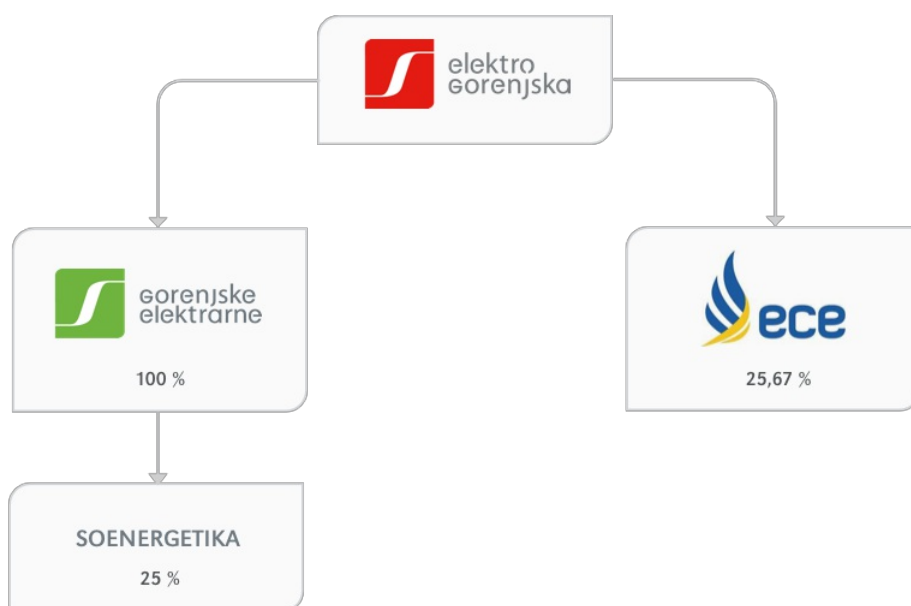 elektro
gorenjska
gorenjske
elektrarne
100 %
ece
25,67 %
SOENERGETIKA
25 %